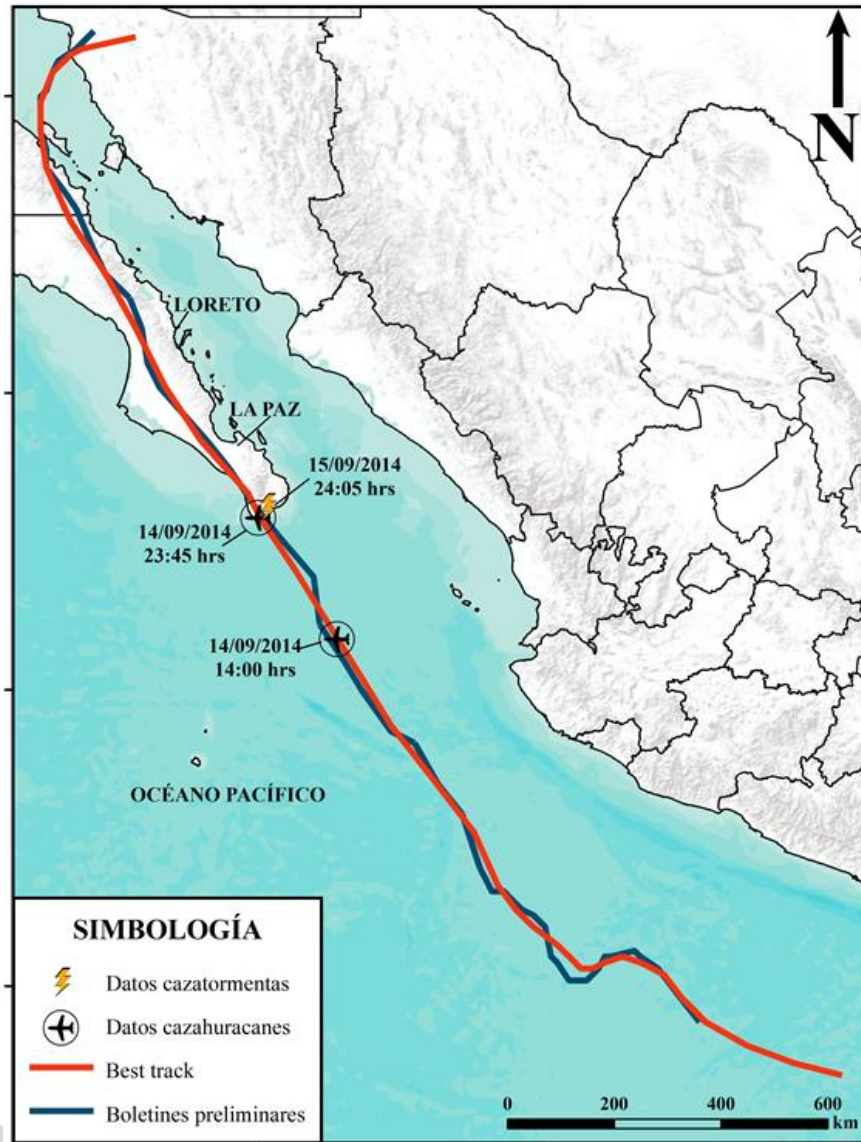 N
LORETO
LA PAZ
15/09/2014
24:05 hrs
14/09/2014
23:45 hrs
14/09/2014
14:00 hrs
OCÉANO PACÍFICO
SIMBOLOGÍA
Datos cazatormentas
Datos cazahuracanes
Best track
Boletines preliminares
0 200 400 600
km